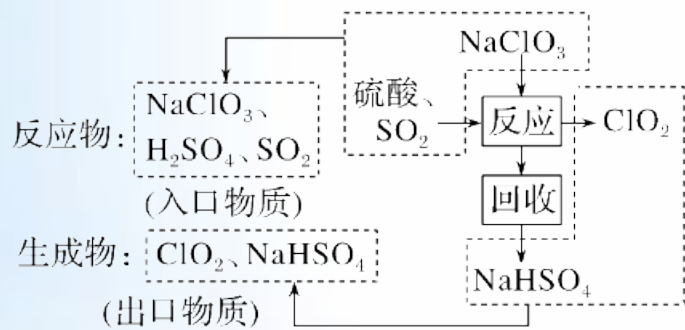 NaClO₃
硫酸、
SO₂
反应
ClO₂
回收
NaHSO₄
反应物：
NaClO₃、
H₂SO₄、SO₂
(入口物质)
生成物：
ClO₂、NaHSO₄
(出口物质)